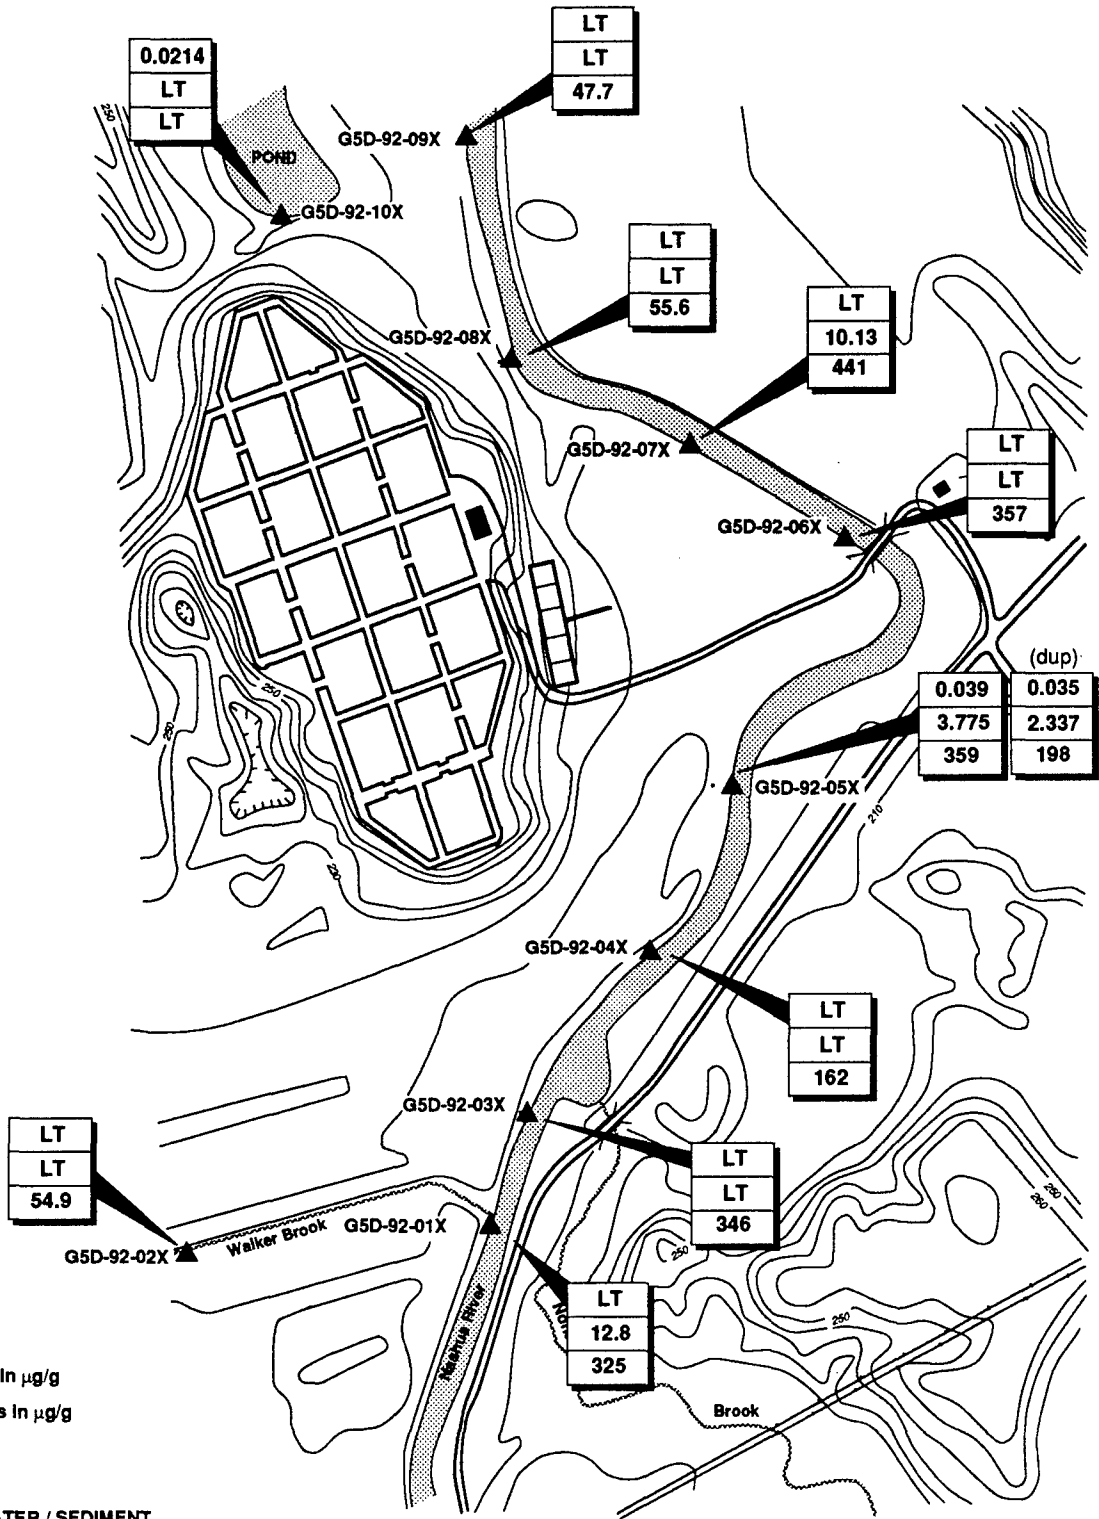 LT
LT
47.7
0.0214
LT
LT
250
G5D-92-09X
POND
G5D-92-10X
LT
LT
55.6
LT
10.13
441
G5D-92-08X
LT
LT
357
G5D-92-07X
G5D-92-06X
(dup)
0.039
3.775
359
0.035
2.337
198
250
250
G5D-92-05X
210
230
G5D-92-04X
LT
LT
162
G5D-92-03X
LT
LT
54.9
LT
LT
346
250
260
G5D-92-01X
Walker Brook
G5D-92-02X
250
LT
12.8
325
Nashua River
250
in µg/g
s in µg/g
Brook
TER / SEDIMENT